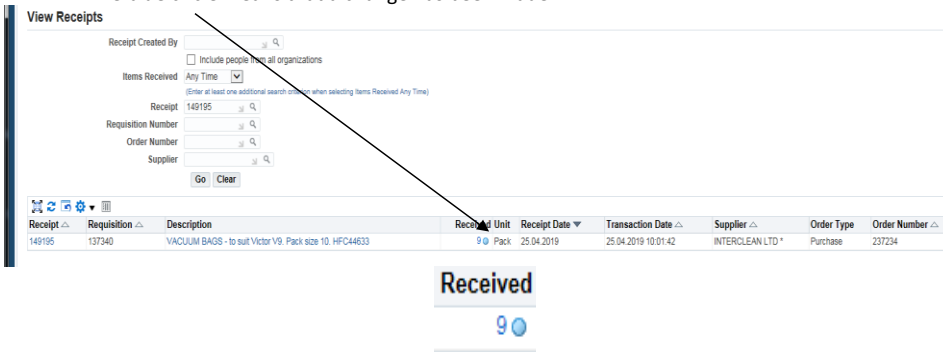 View Receipts
Receipt Created By
Include people from all organizations
Items Received Any Time
(Enter at least one additional search criterion when selecting Items Received Any Time)
Receipt 149195
Requisition Number
Order Number
Supplier
Go Clear
Receipt Requisition Description Received Unit Receipt Date Transaction Date Supplier Order Type Order Number
149195 137340 VACUUM BAGS - to suit Victor V9. Pack size 10. HFC44633 9 Pack 25.04.2019 25.04.2019 10:01:42 INTERCLEAN LTD * Purchase 237234
Received
9